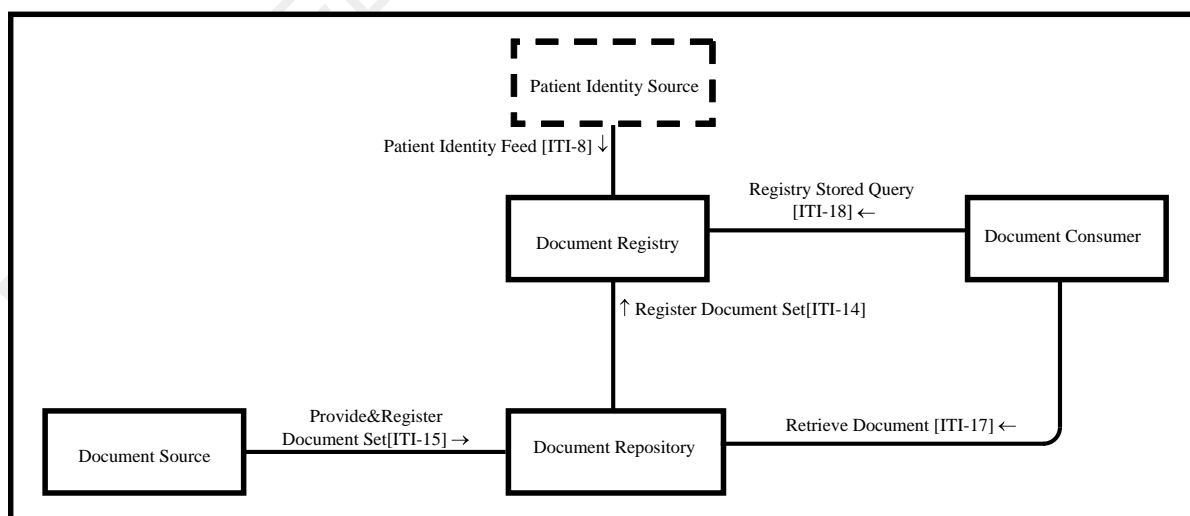 Patient Identity Source
Patient Identity Feed [ITI-8] ↓
Registry Stored Query
[ITI-18] ←
Document Registry
Document Consumer
↑ Register Document Set[ITI-14]
Provide&Register
Document Set[ITI-15] →
Retrieve Document [ITI-17] ←
Document Source
Document Repository